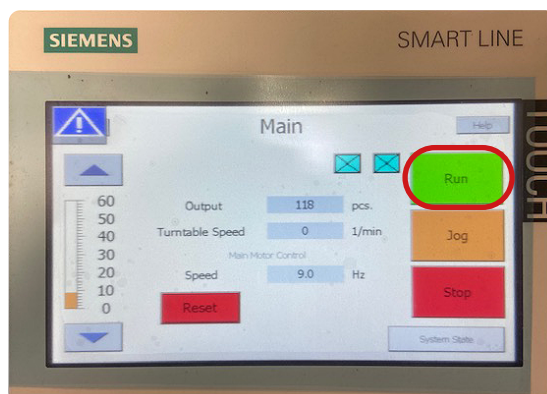 SIEMENS
SMART LINE
TOUCH
Main
Help
Run
60
50
40
30
20
10
0
Output 118 pcs.
Turntable Speed 0 1/min
Main Motor Control
Speed 9.0 Hz
Reset
Jog
Stop
System State